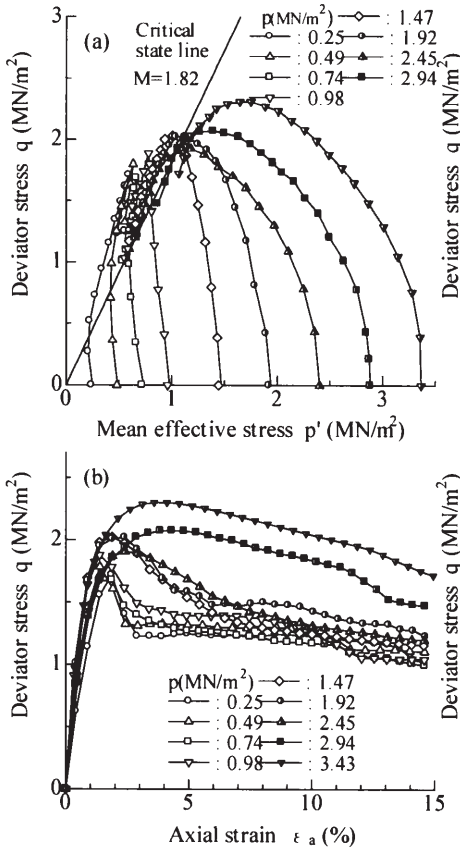 3
2
1
0
0 1 2 3
Deviator stress q (MN/m²)
(a)
Critical
state line
M=1.82
p(MN/m²)
: 0.25
: 0.49
: 0.74
: 0.98
: 1.47
: 1.92
: 2.45
: 2.94
Deviator stress q (MN/m²)
Mean effective stress p' (MN/m²)
(b)
Deviator stress q (MN/m²)
2
1
0
p(MN/m²)
: 0.25
: 0.49
: 0.74
: 0.98
: 1.47
: 1.92
: 2.45
: 2.94
: 3.43
Deviator stress q (MN/m²)
0 5 10 15
Axial strain ε a (%)